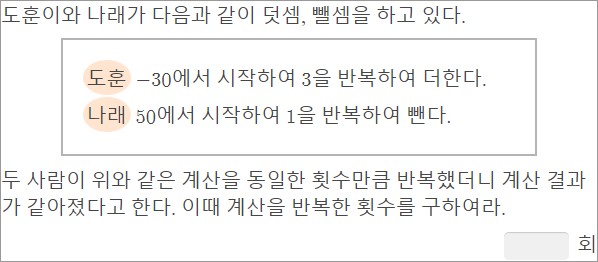 도훈이와 나래가 다음과 같이 덧셈, 뺄셈을 하고 있다.
도훈 -30에서 시작하여 3을 반복하여 더한다.
나래 50에서 시작하여 1을 반복하여 뺀다.
두 사람이 위와 같은 계산을 동일한 횟수만큼 반복했더니 계산 결과
가 같아졌다고 한다. 이때 계산을 반복한 횟수를 구하여라.
회